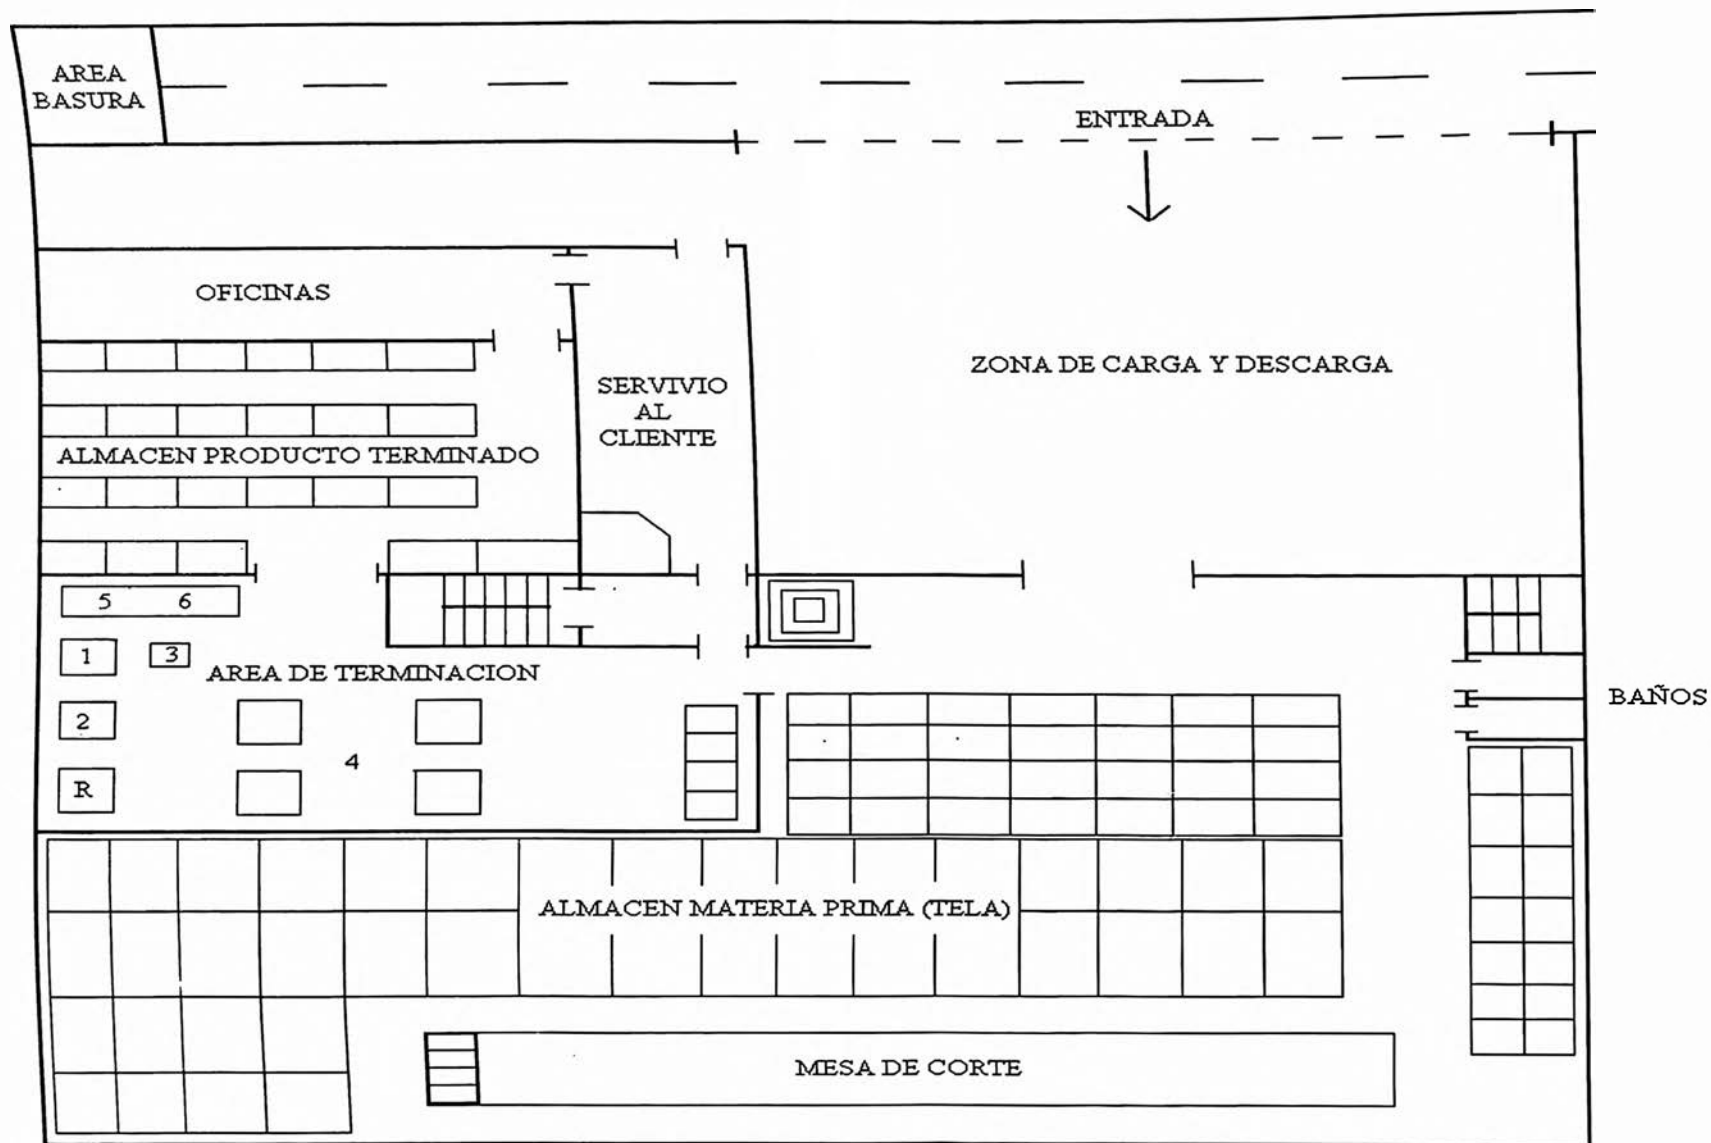 AREA
BASURA
ENTRADA
OFICINAS
ZONA DE CARGA Y DESCARGA
SERVIVIO
AL
CLIENTE
ALMACEN PRODUCTO TERMINADO
5 6
1 3
AREA DE TERMINACION
2
4
R
BAÑOS
ALMACEN MATERIA PRIMA (TELA)
MESA DE CORTE